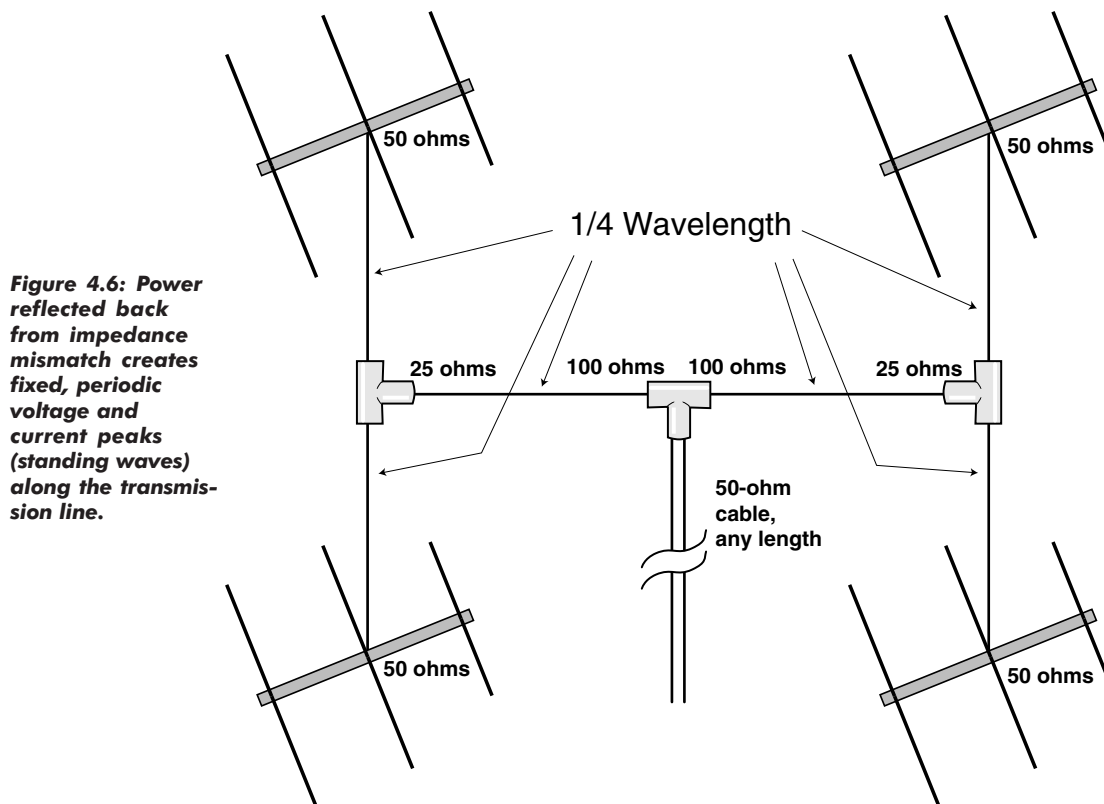 50 ohms
50 ohms
1/4 Wavelength
Figure 4.6: Power
reflected back
from impedance
mismatch creates
fixed, periodic
voltage and
current peaks
(standing waves)
along the transmis-
sion line.
25 ohms
100 ohms
100 ohms
25 ohms
50-ohm
cable,
any length
50 ohms
50 ohms